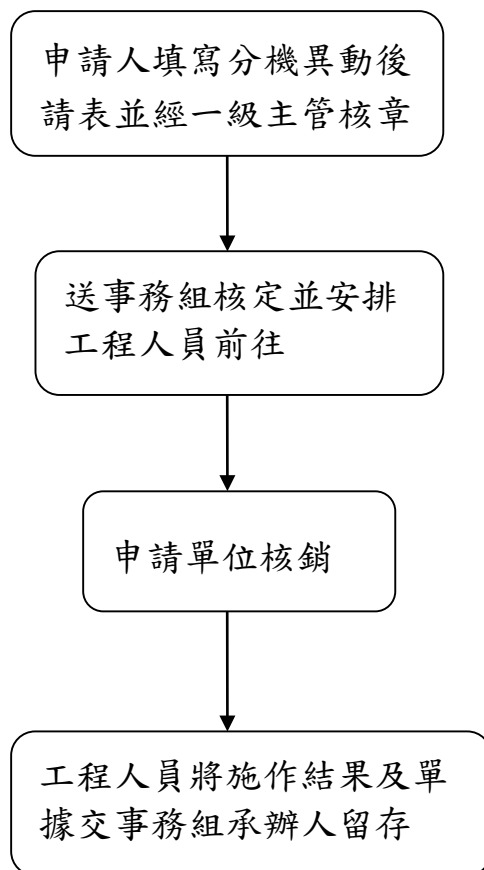 申請人填寫分機異動後
請表並經一級主管核章
送事務組核定並安排
工程人員前往
申請單位核銷
工程人員將施作結果及單
據交事務組承辦人留存